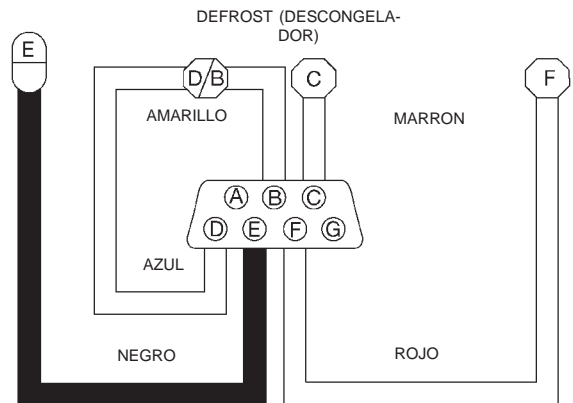 DEFROST (DESCONGELA-
DOR)
E
D/B
C
F
AMARILLO
MARRON
A B C
D E F G
AZUL
NEGRO
ROJO